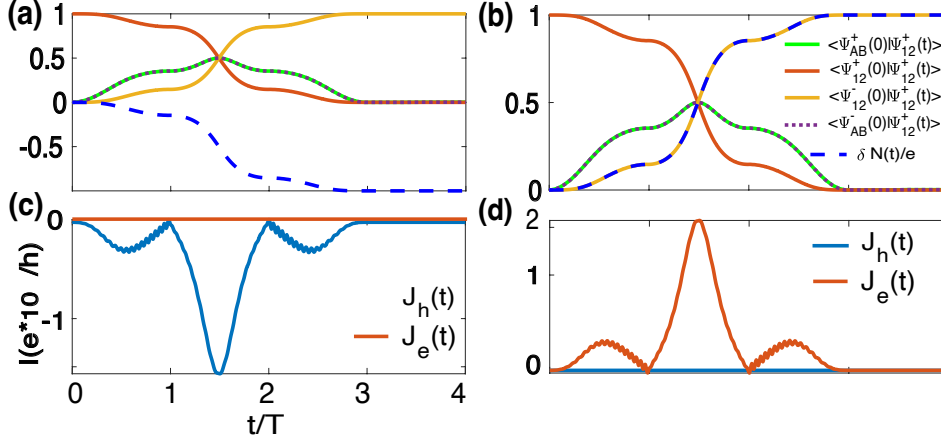 (a)
1
0.5
0
-0.5
(b)
1
0.5
0
<Ψ⁺_AB(0)|Ψ⁺_12(t)>
<Ψ⁺_12(0)|Ψ⁺_12(t)>
<Ψ⁻_12(0)|Ψ⁺_12(t)>
<Ψ⁻_AB(0)|Ψ⁺_12(t)>
δ N(t)/e
(c)
0
-1
I(e*10 /h)
J_h(t)
J_e(t)
0 1 2 3 4
t/T
(d)
2
1
0
J_h(t)
J_e(t)